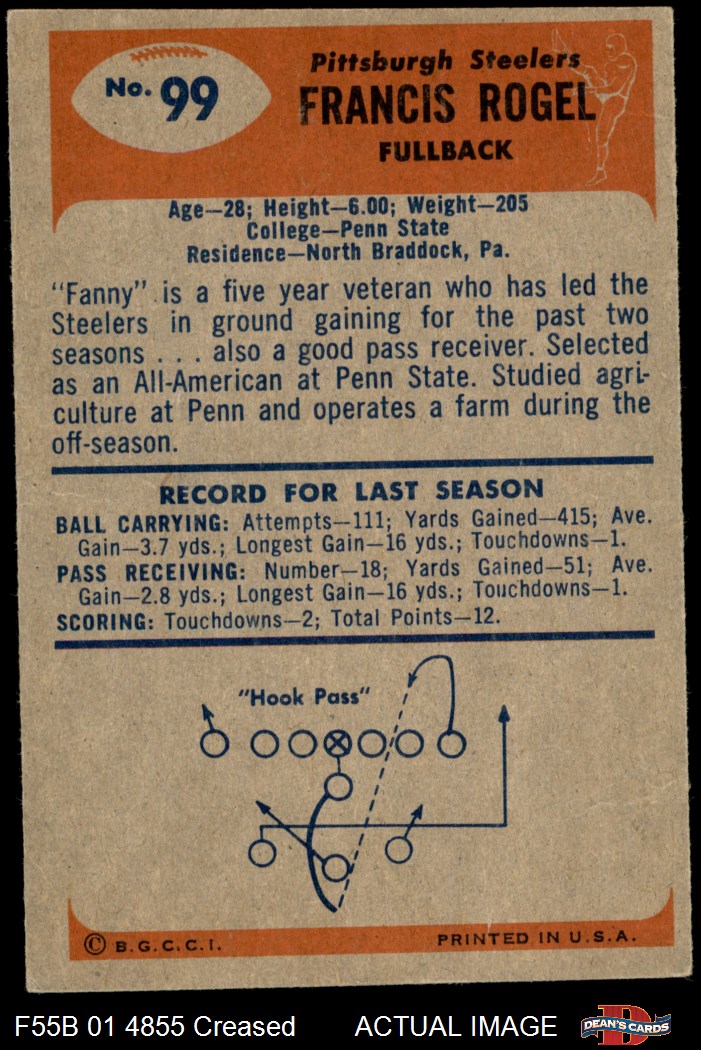 No. 99
Pittsburgh Steelers
FRANCIS ROGEL
FULLBACK
Age—28; Height—6.00; Weight—205
College—Penn State
Residence—North Braddock, Pa.
"Fanny" is a five year veteran who has led the
Steelers in ground gaining for the past two
seasons . . . also a good pass receiver. Selected
as an All-American at Penn State. Studied agri-
culture at Penn and operates a farm during the
off-season.
RECORD FOR LAST SEASON
BALL CARRYING: Attempts—111; Yards Gained—415; Ave.
Gain—3.7 yds.; Longest Gain—16 yds.; Touchdowns—1.
PASS RECEIVING: Number—18; Yards Gained—51; Ave.
Gain—2.8 yds.; Longest Gain—16 yds.; Touchdowns—1.
SCORING: Touchdowns—2; Total Points—12.
"Hook Pass"
© B.G.C.C.I.
PRINTED IN U.S.A.
F55B 01 4855 Creased
ACTUAL IMAGE
DEAN'S CARDS